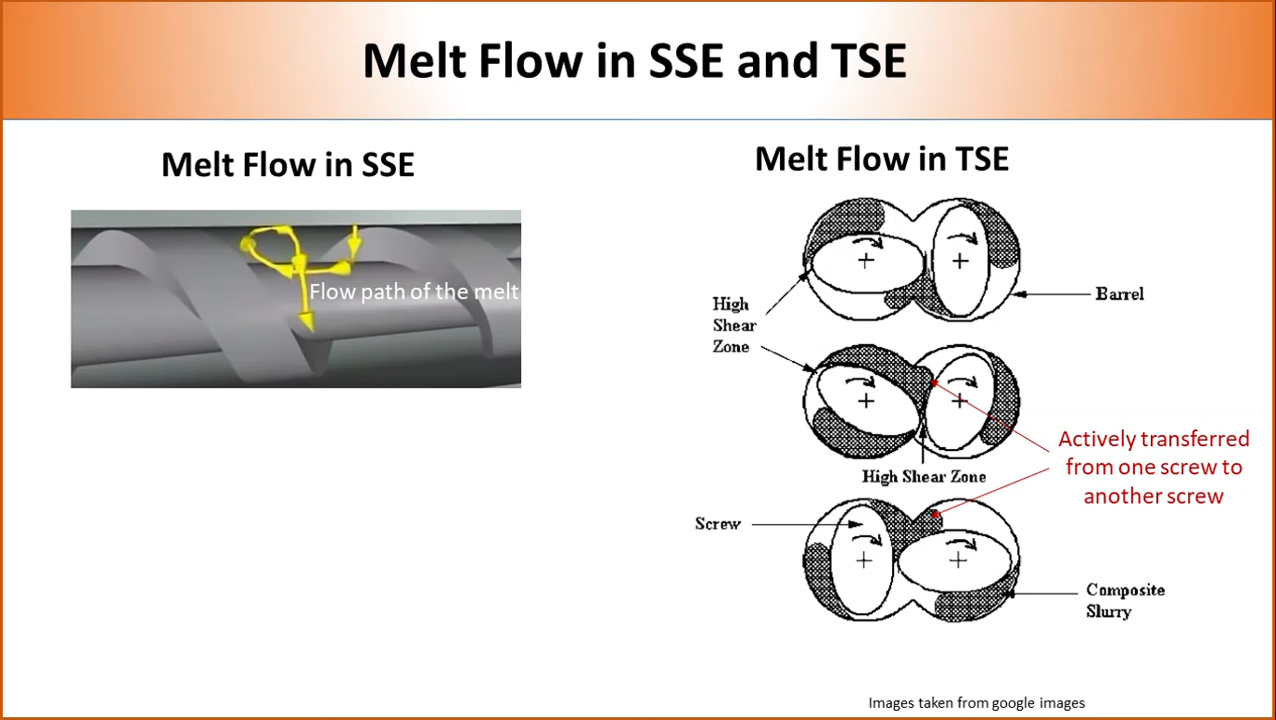 Melt Flow in SSE and TSE
Melt Flow in SSE
Flow path of the melt
Melt Flow in TSE
High
Shear
Zone
Barrel
High Shear Zone
Actively transferred
from one screw to
another screw
Screw
Composite
Slurry
Images taken from google images